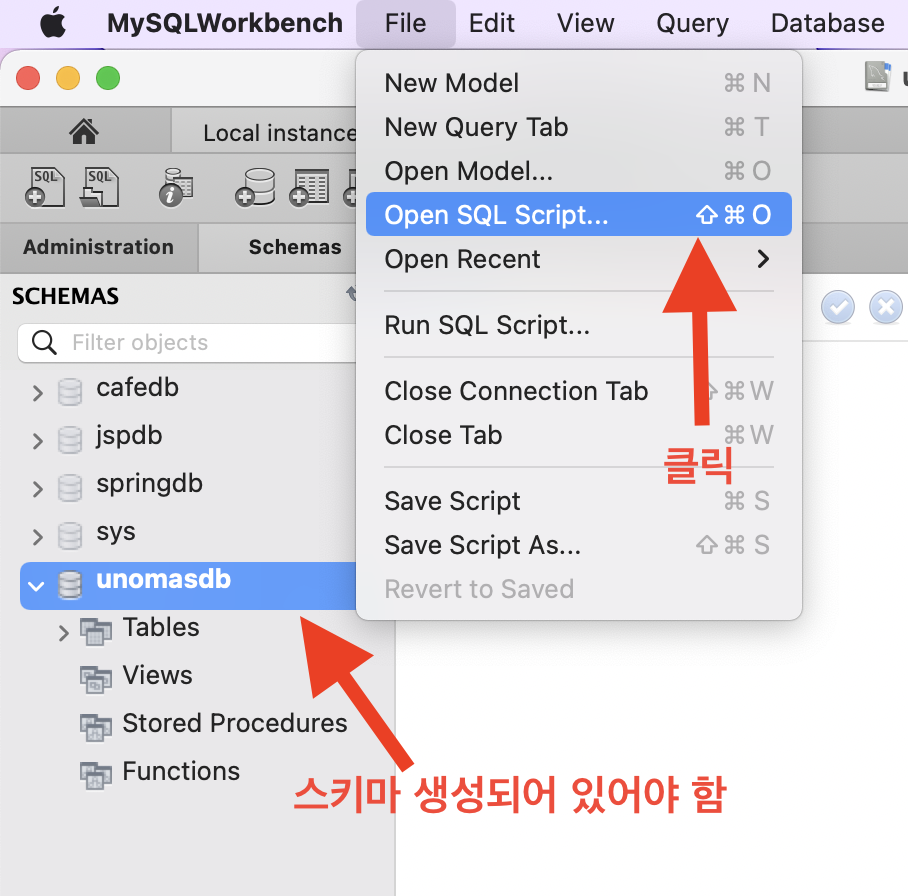 MySQLWorkbench File Edit View Query Database
New Model ⌘ N
New Query Tab ⌘ T
Open Model... ⌘ O
Open SQL Script... ⇧ ⌘ O
Open Recent
Run SQL Script...
Close Connection Tab ⇧ ⌘ W
Close Tab ⌘ W
Save Script ⌘ S
Save Script As... ⇧ ⌘ S
Revert to Saved
클릭
Local instance
SQL SQL
Administration Schemas
SCHEMAS
Filter objects
cafedb
jspdb
springdb
sys
unomasdb
Tables
Views
Stored Procedures
Functions
스키마 생성되어 있어야 함